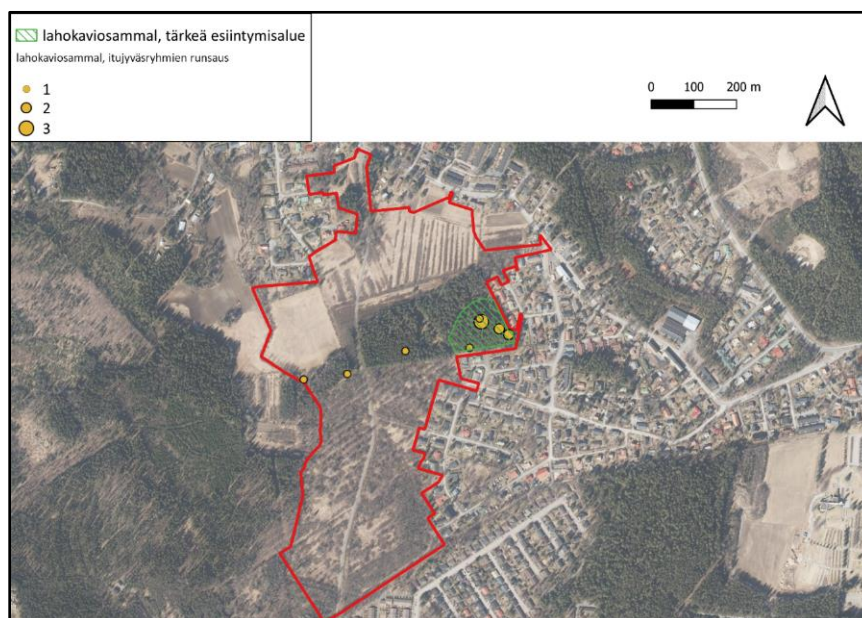 lahokaviosammal, tärkeä esiintymisalue
lahokaviosammal, itujyväsryhmien runsaus
1
2
3
0 100 200 m